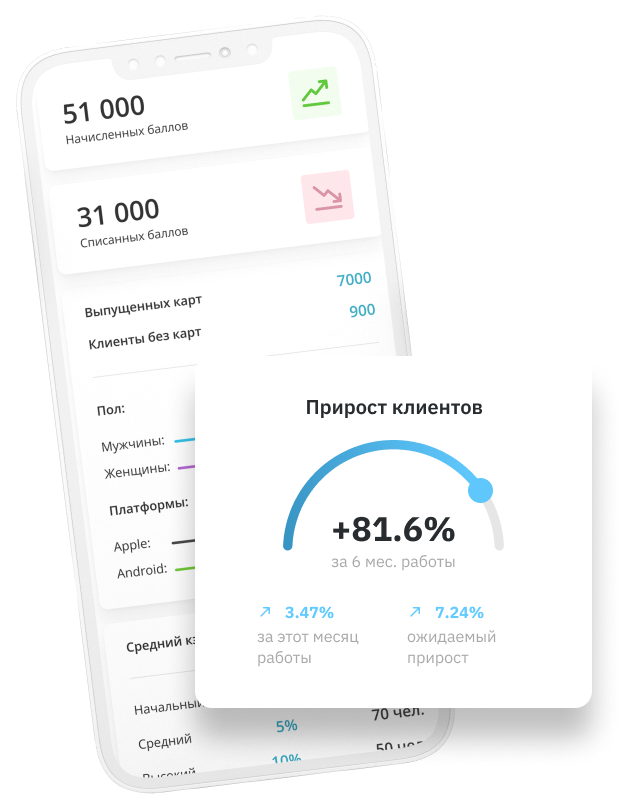 51 000
Начисленных баллов
31 000
Списанных баллов
Выпущенных карт 7000
Клиенты без карт 900
Пол:
Мужчины:
Женщины:
Платформы:
Apple:
Android:
Прирост клиентов
+81.6%
за 6 мес. работы
3.47%
за этот месяц
работы
7.24%
ожидаемый
прирост
Средний
Начальный
5% 70 чел.
Средний
10% 50 чел.
Высокий